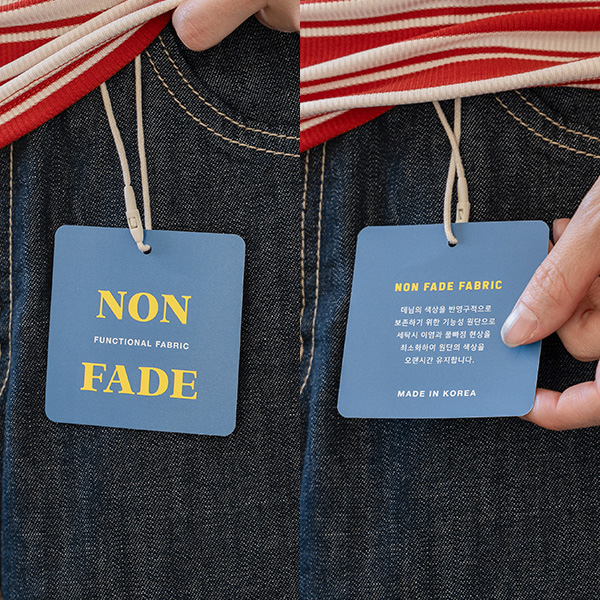 NON
FUNCTIONAL FABRIC
FADE
NON FADE FABRIC
데님의 색상을 반영구적으로
보존하기 위한 기능성 원단으로
세탁시 이염과 물빠짐 현상을
최소화하여 원단의 색상을
오랜시간 유지합니다.
MADE IN KOREA